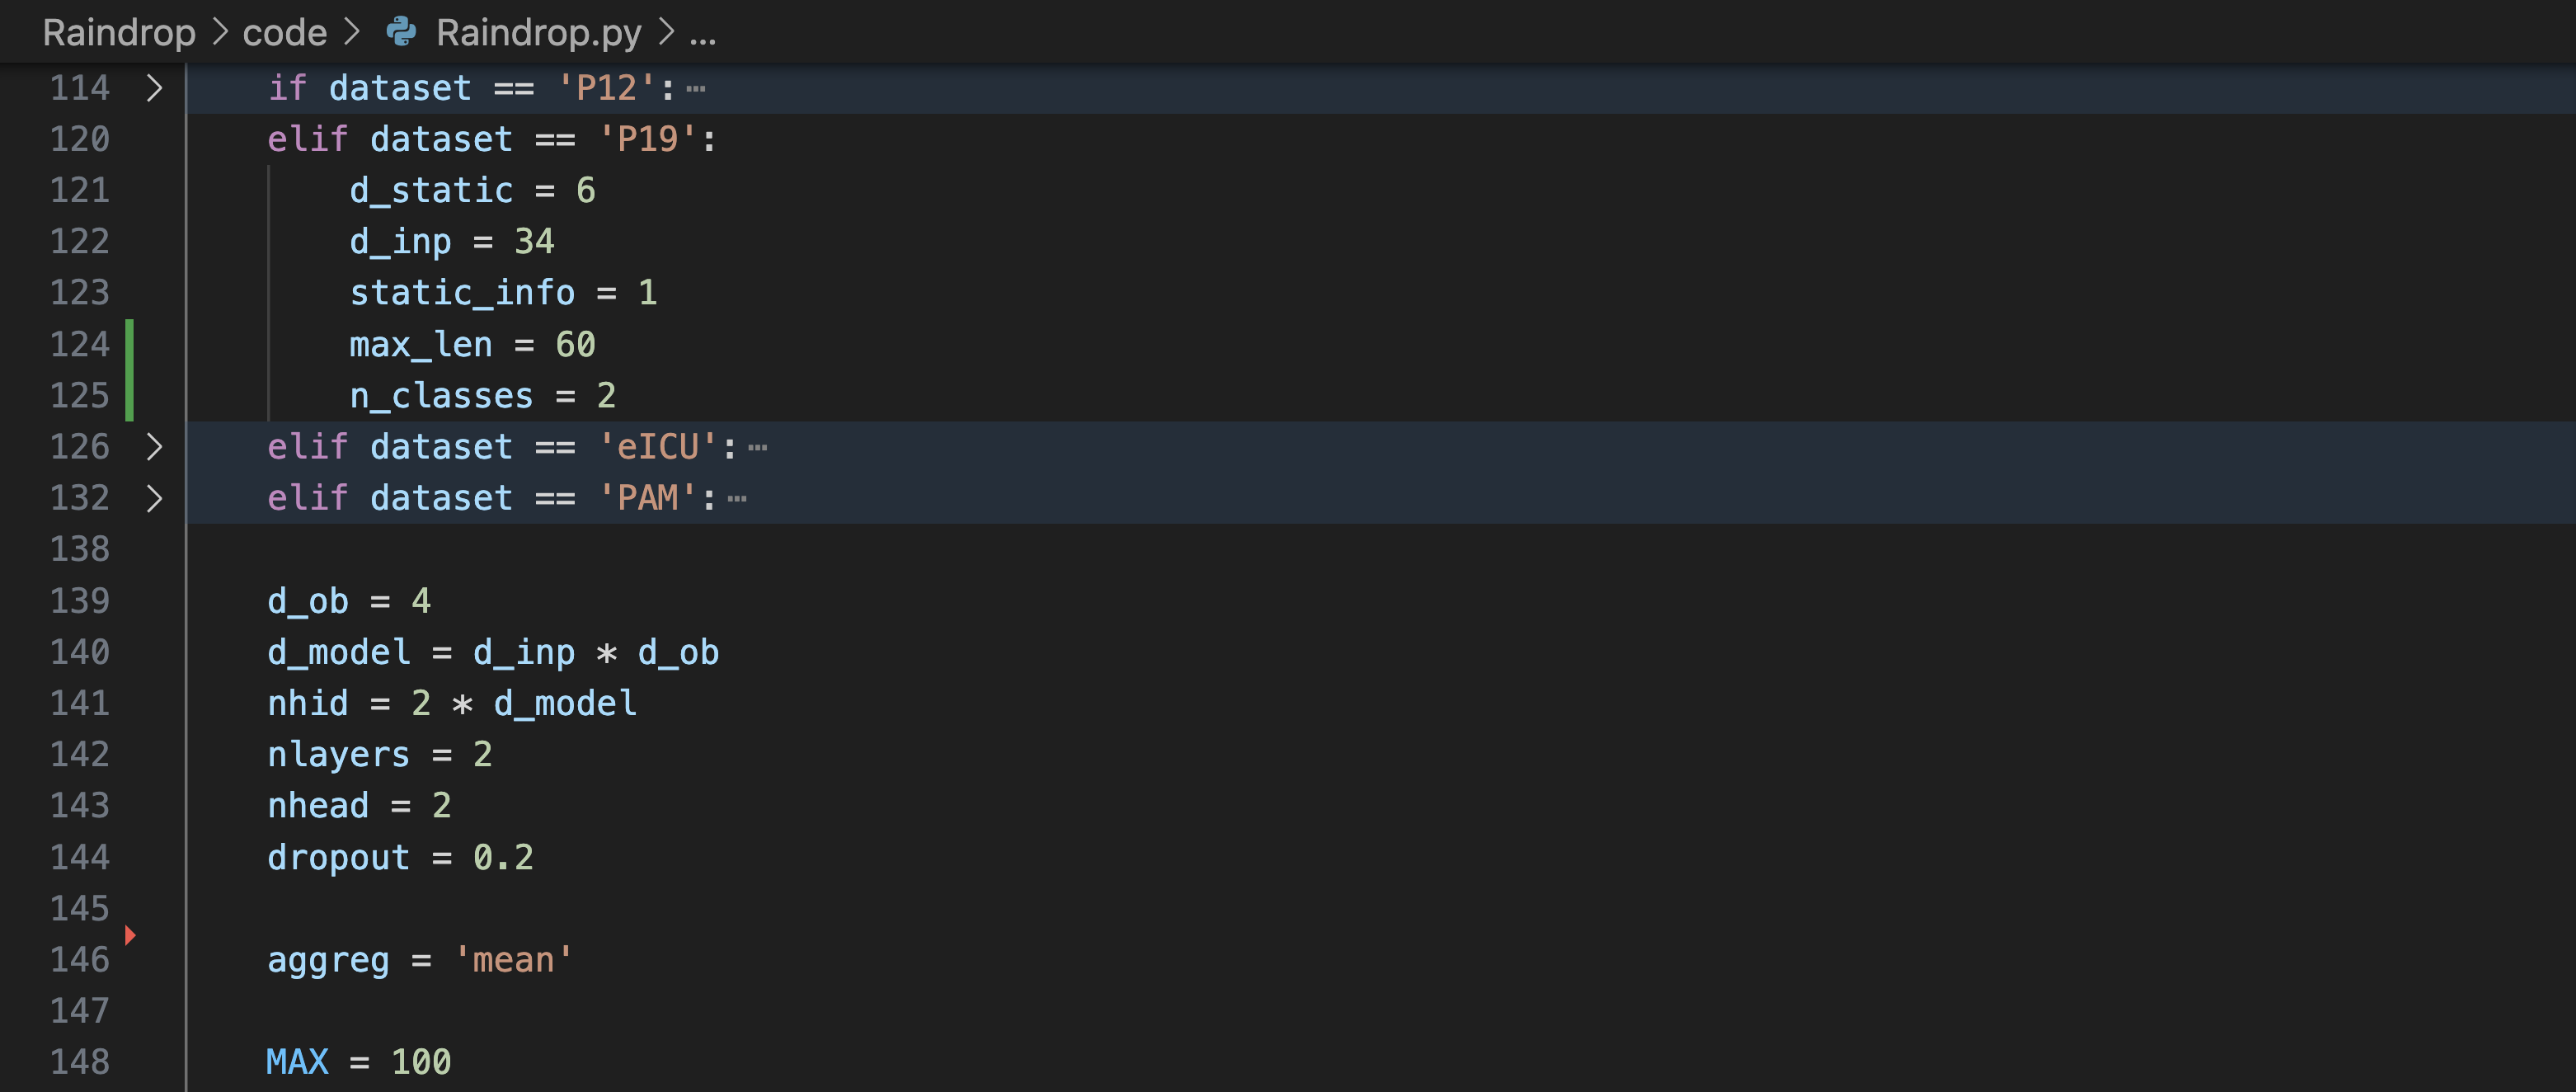 Raindrop > code > Raindrop.py > ...
114 > if dataset == 'P12': ⋯
120 elif dataset == 'P19':
121 d_static = 6
122 d_inp = 34
123 static_info = 1
124 max_len = 60
125 n_classes = 2
126 > elif dataset == 'eICU': ⋯
132 > elif dataset == 'PAM': ⋯
138
139 d_ob = 4
140 d_model = d_inp * d_ob
141 nhid = 2 * d_model
142 nlayers = 2
143 nhead = 2
144 dropout = 0.2
145
146 aggreg = 'mean'
147
148 MAX = 100